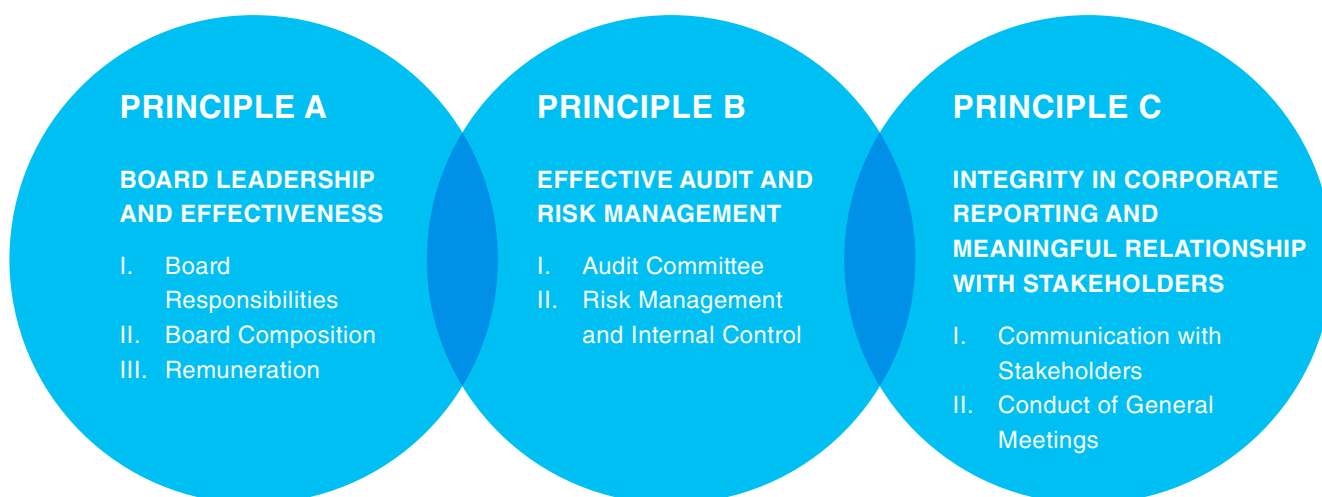 PRINCIPLE A
BOARD LEADERSHIP
AND EFFECTIVENESS
I. Board
Responsibilities
II. Board Composition
III. Remuneration
PRINCIPLE B
EFFECTIVE AUDIT AND
RISK MANAGEMENT
I. Audit Committee
II. Risk Management
and Internal Control
PRINCIPLE C
INTEGRITY IN CORPORATE
REPORTING AND
MEANINGFUL RELATIONSHIP
WITH STAKEHOLDERS
I. Communication with
Stakeholders
II. Conduct of General
Meetings